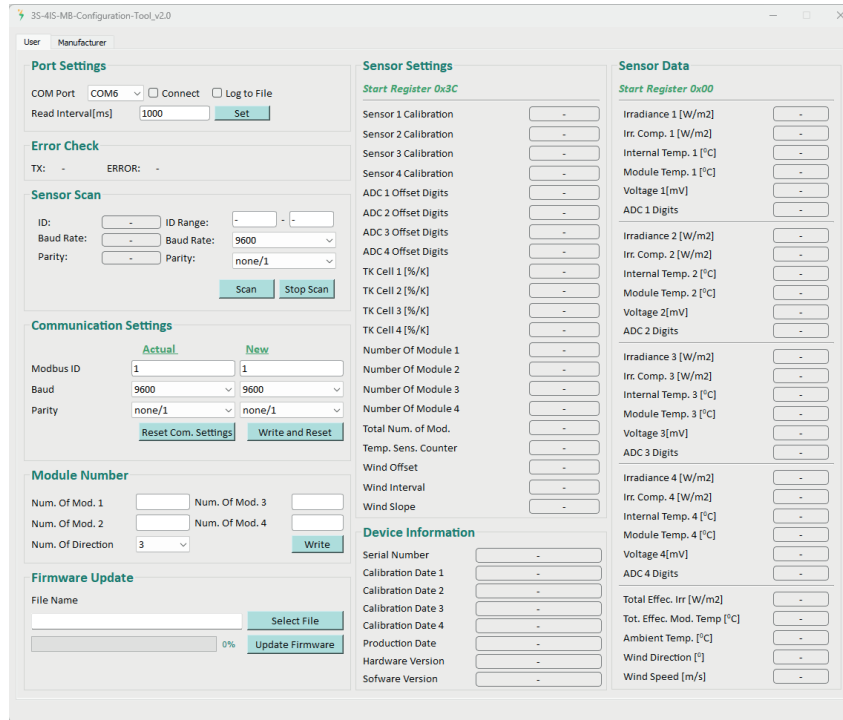 3S-4IS-MB-Configuration-Tool_v2.0
User Manufacturer
Port Settings
COM Port COM6 Connect Log to File
Read Interval[ms] 1000 Set
Error Check
TX: - ERROR: -
Sensor Scan
ID: - ID Range: - - -
Baud Rate: - Baud Rate: 9600
Parity: - Parity: none/1
Scan Stop Scan
Communication Settings
Actual New
Modbus ID 1 1
Baud 9600 9600
Parity none/1 none/1
Reset Com. Settings Write and Reset
Module Number
Num. Of Mod. 1 Num. Of Mod. 3
Num. Of Mod. 2 Num. Of Mod. 4
Num. Of Direction 3 Write
Firmware Update
File Name
Select File
0% Update Firmware
Sensor Settings
Start Register 0x3C
Sensor 1 Calibration -
Sensor 2 Calibration -
Sensor 3 Calibration -
Sensor 4 Calibration -
ADC 1 Offset Digits -
ADC 2 Offset Digits -
ADC 3 Offset Digits -
ADC 4 Offset Digits -
TK Cell 1 [%/K] -
TK Cell 2 [%/K] -
TK Cell 3 [%/K] -
TK Cell 4 [%/K] -
Number Of Module 1 -
Number Of Module 2 -
Number Of Module 3 -
Number Of Module 4 -
Total Num. of Mod. -
Temp. Sens. Counter -
Wind Offset -
Wind Interval -
Wind Slope -
Device Information
Serial Number -
Calibration Date 1 -
Calibration Date 2 -
Calibration Date 3 -
Calibration Date 4 -
Production Date -
Hardware Version -
Sofware Version -
Sensor Data
Start Register 0x00
Irradiance 1 [W/m2] -
Irr. Comp. 1 [W/m2] -
Internal Temp. 1 [⁰C] -
Module Temp. 1 [⁰C] -
Voltage 1[mV] -
ADC 1 Digits -
Irradiance 2 [W/m2] -
Irr. Comp. 2 [W/m2] -
Internal Temp. 2 [⁰C] -
Module Temp. 2 [⁰C] -
Voltage 2[mV] -
ADC 2 Digits -
Irradiance 3 [W/m2] -
Irr. Comp. 3 [W/m2] -
Internal Temp. 3 [⁰C] -
Module Temp. 3 [⁰C] -
Voltage 3[mV] -
ADC 3 Digits -
Irradiance 4 [W/m2] -
Irr. Comp. 4 [W/m2] -
Internal Temp. 4 [⁰C] -
Module Temp. 4 [⁰C] -
Voltage 4[mV] -
ADC 4 Digits -
Total Effec. Irr [W/m2] -
Tot. Effec. Mod. Temp [⁰C] -
Ambient Temp. [⁰C] -
Wind Direction [⁰] -
Wind Speed [m/s] -